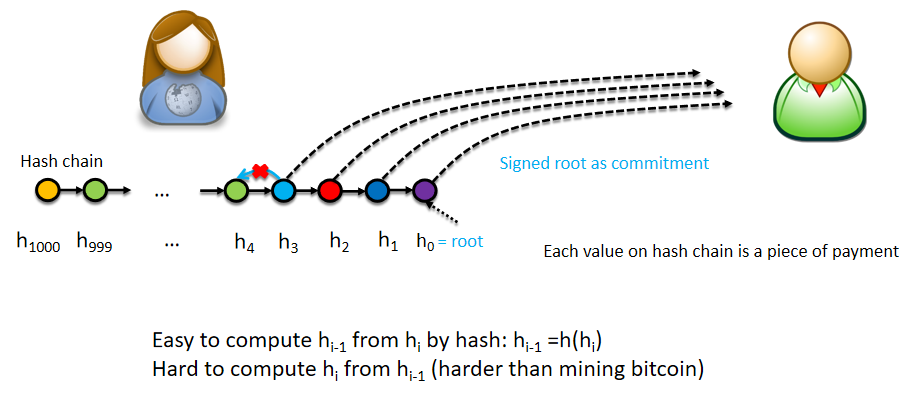 Hash chain
Signed root as commitment
...
h₁₀₀₀ h₉₉₉ ... h₄ h₃ h₂ h₁ h₀ = root
Each value on hash chain is a piece of payment
Easy to compute hᵢ₋₁ from hᵢ by hash: hᵢ₋₁ =h(hᵢ)
Hard to compute hᵢ from hᵢ₋₁ (harder than mining bitcoin)